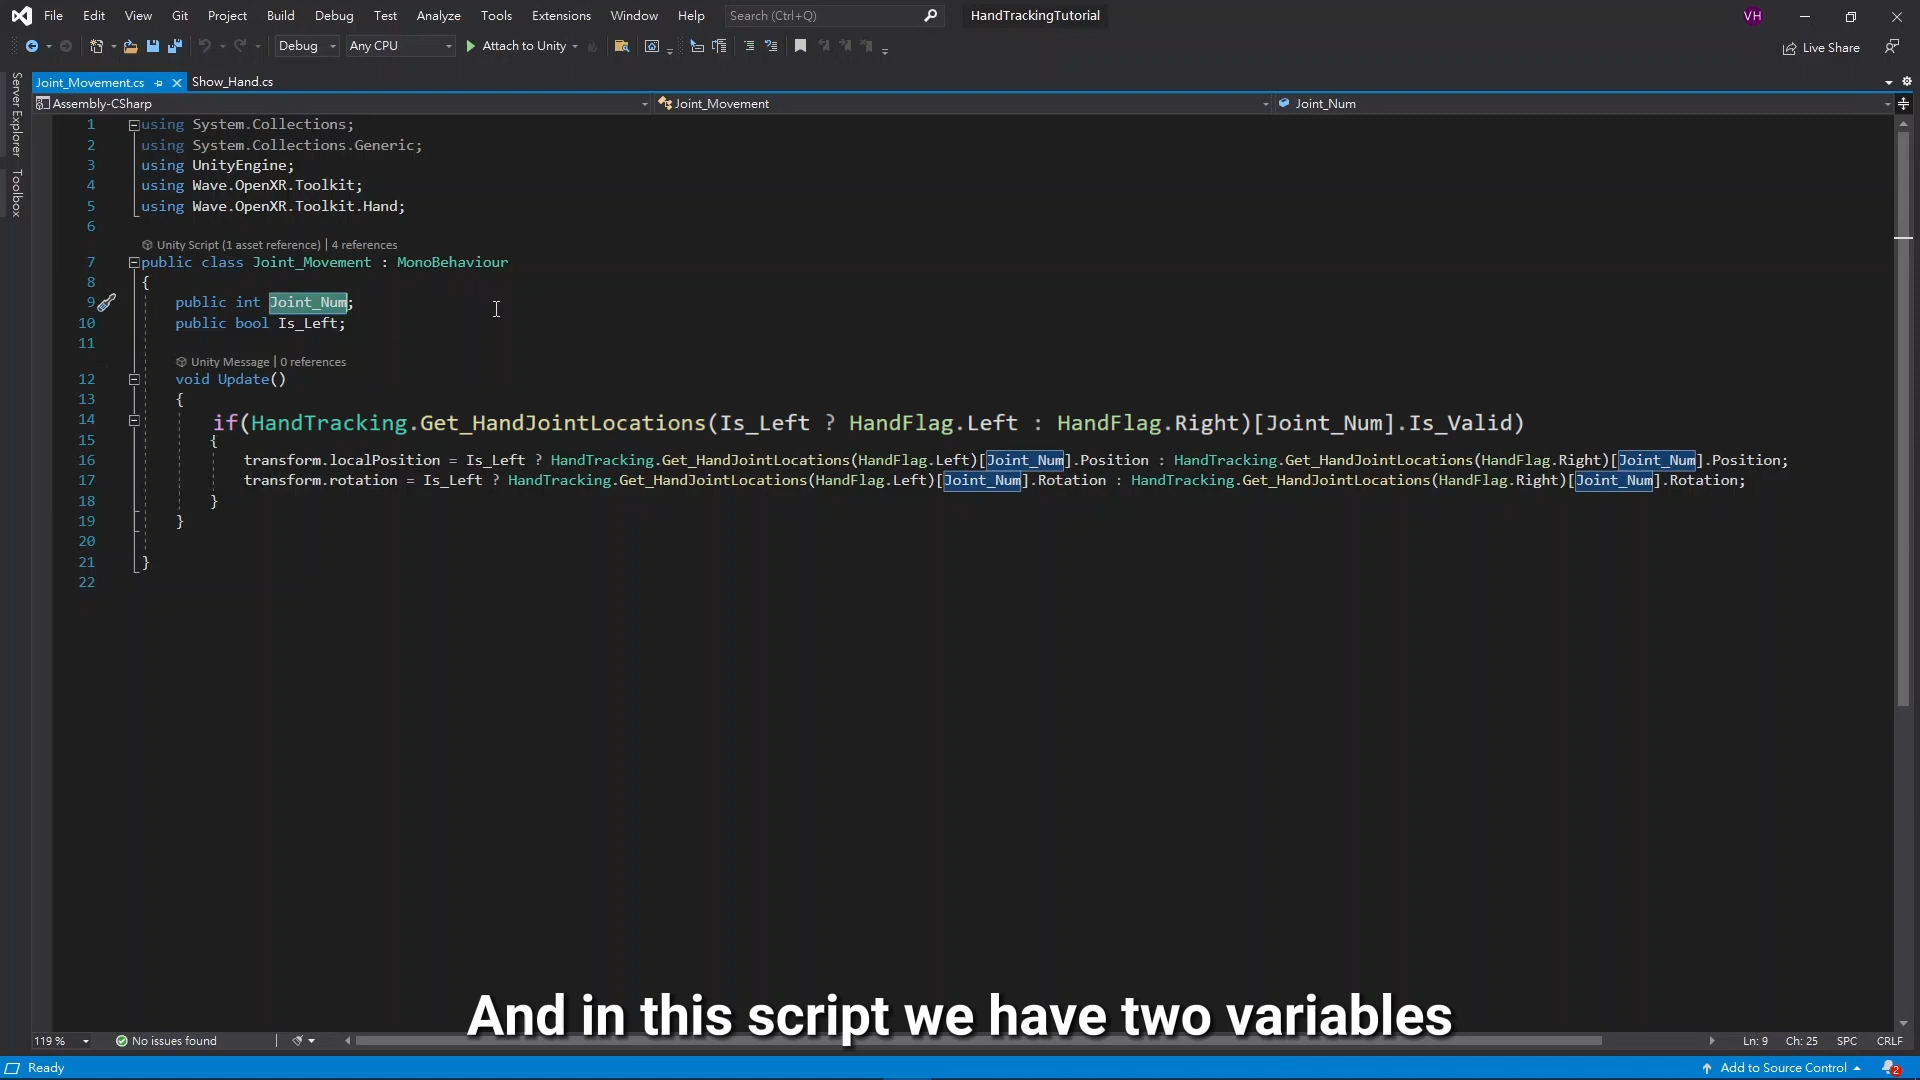 File Edit View Git Project Build Debug Test Analyze Tools Extensions Window Help Search (Ctrl+Q) HandTrackingTutorial VH
Debug Any CPU Attach to Unity Live Share
Joint_Movement.cs Show_Hand.cs
Assembly-CSharp Joint_Movement Joint_Num
Server Explorer
Toolbox
1 using System.Collections;
2 using System.Collections.Generic;
3 using UnityEngine;
4 using Wave.OpenXR.Toolkit;
5 using Wave.OpenXR.Toolkit.Hand;
6
Unity Script (1 asset reference) | 4 references
7 public class Joint_Movement : MonoBehaviour
8 {
9 public int Joint_Num;
10 public bool Is_Left;
11
Unity Message | 0 references
12 void Update()
13 {
14 if(HandTracking.Get_HandJointLocations(Is_Left ? HandFlag.Left : HandFlag.Right)[Joint_Num].Is_Valid)
15 {
16 transform.localPosition = Is_Left ? HandTracking.Get_HandJointLocations(HandFlag.Left)[Joint_Num].Position : HandTracking.Get_HandJointLocations(HandFlag.Right)[Joint_Num].Position;
17 transform.rotation = Is_Left ? HandTracking.Get_HandJointLocations(HandFlag.Left)[Joint_Num].Rotation : HandTracking.Get_HandJointLocations(HandFlag.Right)[Joint_Num].Rotation;
18 }
19 }
20
21 }
22
And in this script we have two variables
119 % No issues found Ln: 9 Ch: 25 SPC CRLF
Ready Add to Source Control 2